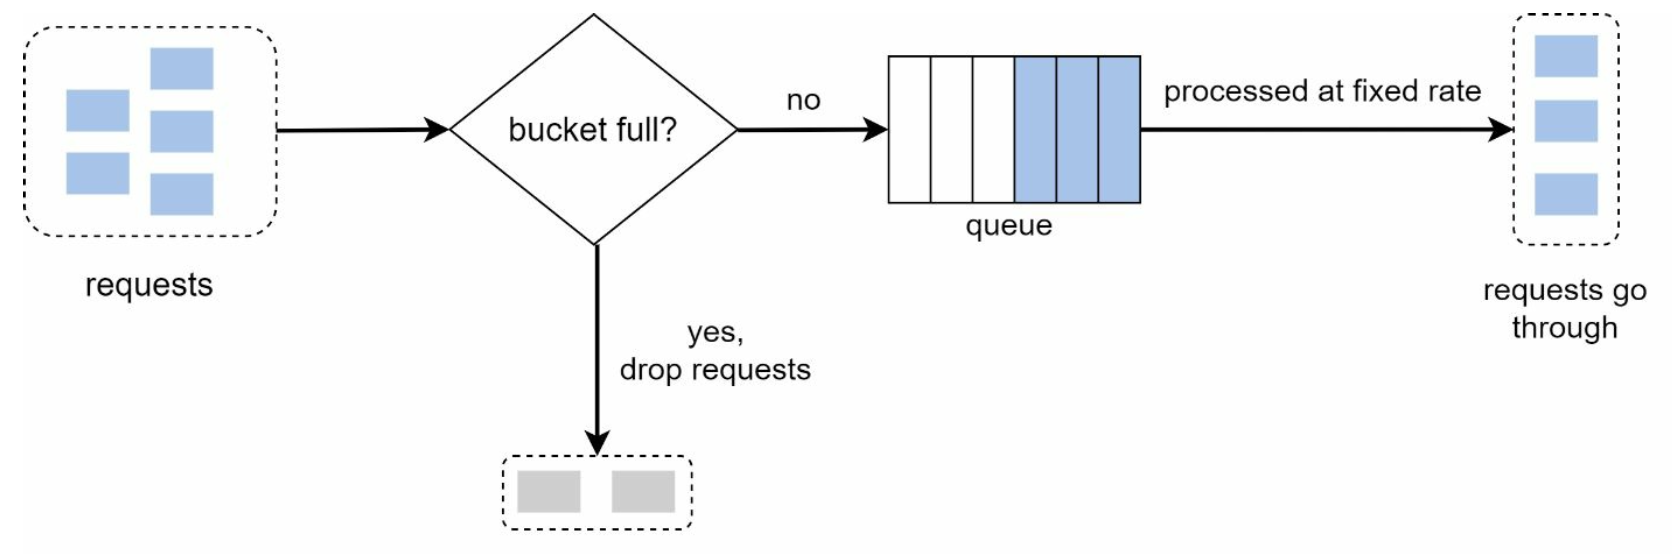 requests
bucket full?
no
yes,
drop requests
queue
processed at fixed rate
requests go
through